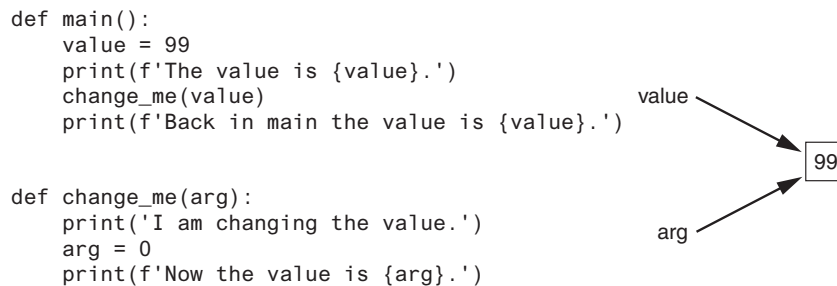 def main():
    value = 99
    print(f'The value is {value}.')
    change_me(value)
    print(f'Back in main the value is {value}.')
def change_me(arg):
    print('I am changing the value.')
    arg = 0
    print(f'Now the value is {arg}.')
value
99
arg